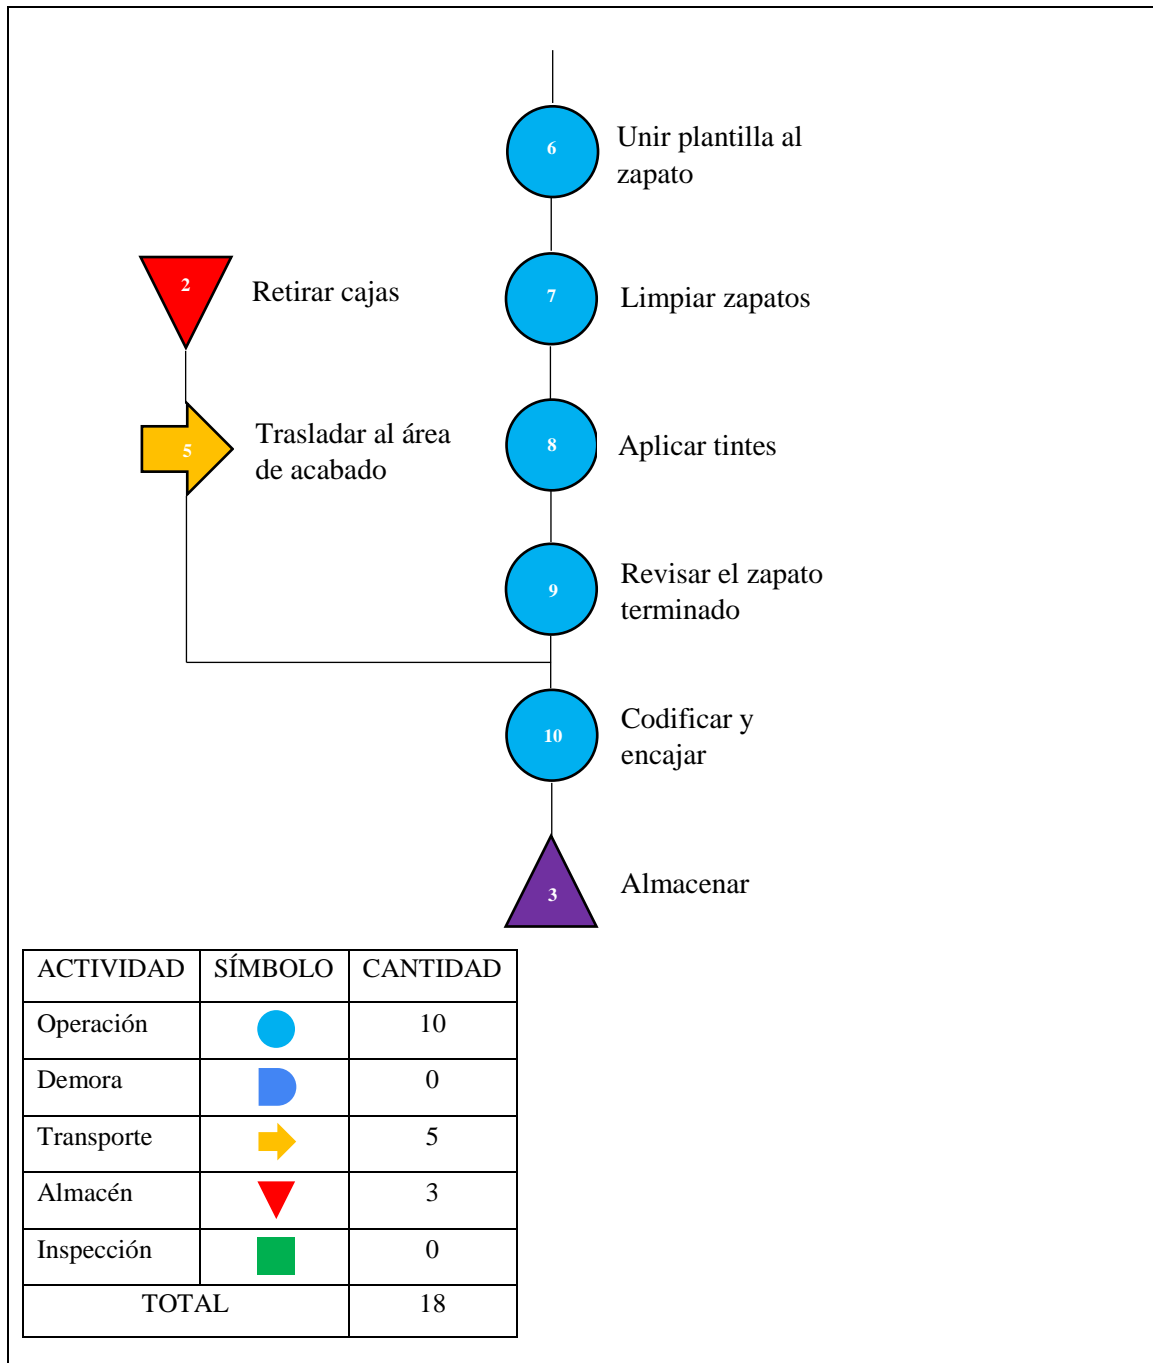 6
Unir plantilla al
zapato
2
Retirar cajas
7
Limpiar zapatos
5
Trasladar al área
de acabado
8
Aplicar tintes
9
Revisar el zapato
terminado
10
Codificar y
encajar
3
Almacenar
ACTIVIDAD SÍMBOLO CANTIDAD
Operación 10
Demora 0
Transporte 5
Almacén 3
Inspección 0
TOTAL 18